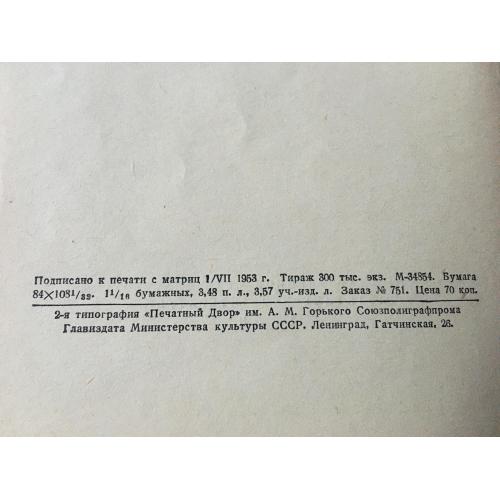 Подписано к печати с матриц 1/VII 1953 г. Тираж 300 тыс. экз. М-34854. Бумага
84×108¹/₃₂. 1¹/₁₆ бумажных, 3,48 п. л., 3,57 уч.-изд. л. Заказ № 751. Цена 70 коп.
2-я типография «Печатный Двор» им. А. М. Горького Союзполиграфпрома
Главиздата Министерства культуры СССР. Ленинград, Гатчинская, 26.